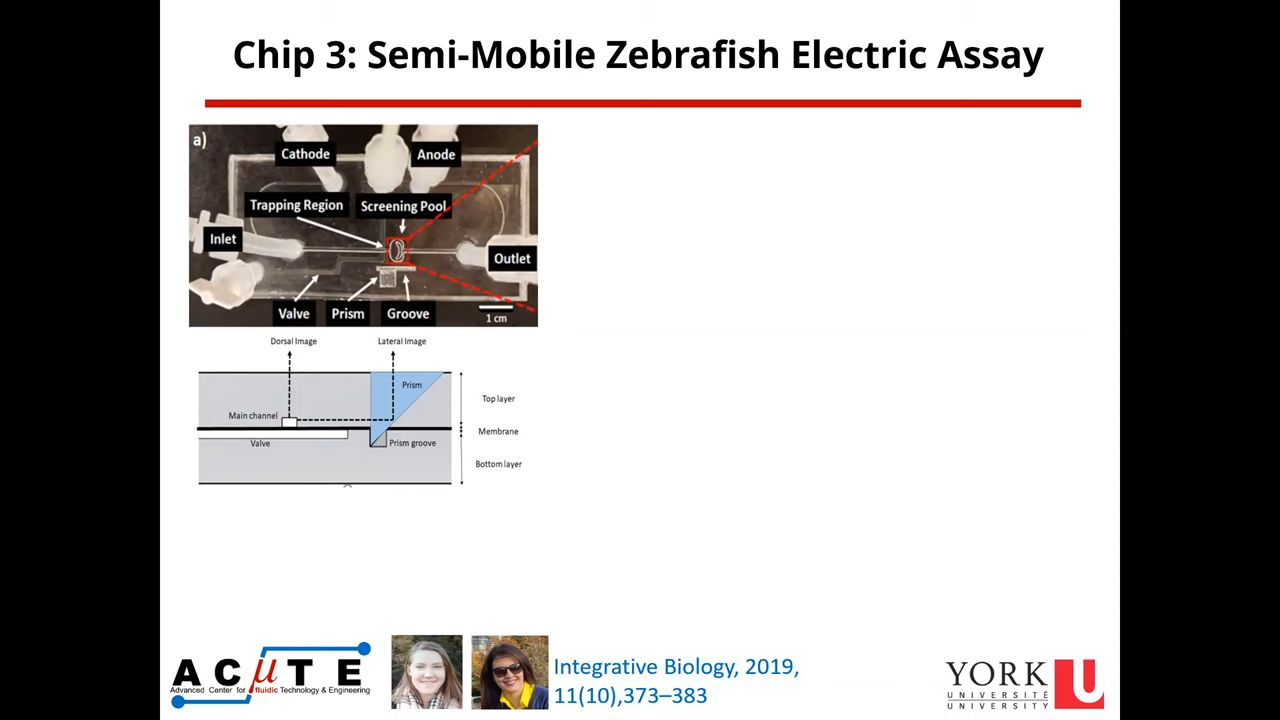 Chip 3: Semi-Mobile Zebrafish Electric Assay
a)
Cathode
Anode
Trapping Region
Screening Pool
Inlet
Outlet
Valve
Prism
Groove
1 cm
Dorsal Image
Lateral Image
Prism
Main channel
Valve
Prism groove
Top layer
Membrane
Bottom layer
ACμTE
Advanced Center for μfluidic Technology & Engineering
Integrative Biology, 2019,
11(10),373–383
YORK U
UNIVERSITÉ
UNIVERSITY